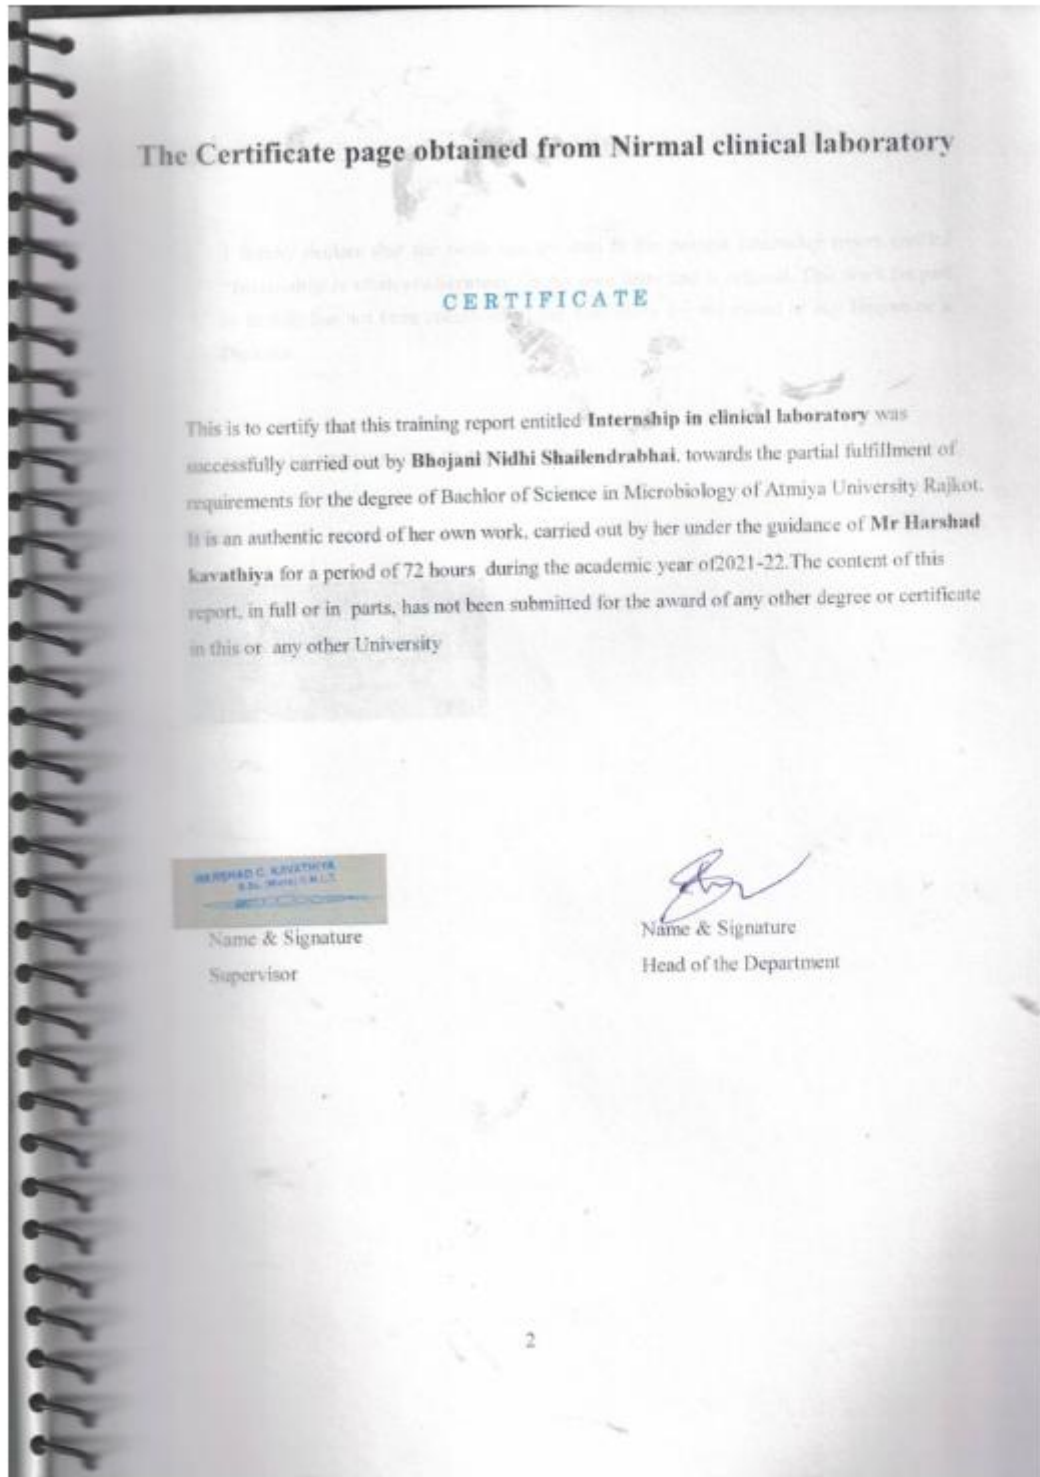 The Certificate page obtained from Nirmal clinical laboratory
CERTIFICATE
This is to certify that this training report entitled Internship in clinical laboratory was
successfully carried out by Bhojani Nidhi Shailendrabhai, towards the partial fulfillment of
requirements for the degree of Bachlor of Science in Microbiology of Atmiya University Rajkot.
It is an authentic record of her own work, carried out by her under the guidance of Mr Harshad
kavathiya for a period of 72 hours during the academic year of2021-22.The content of this
report, in full or in parts, has not been submitted for the award of any other degree or certificate
in this or any other University
HARSHAD C. KAVATHIYA
Name & Signature
Supervisor
Name & Signature
Head of the Department
2